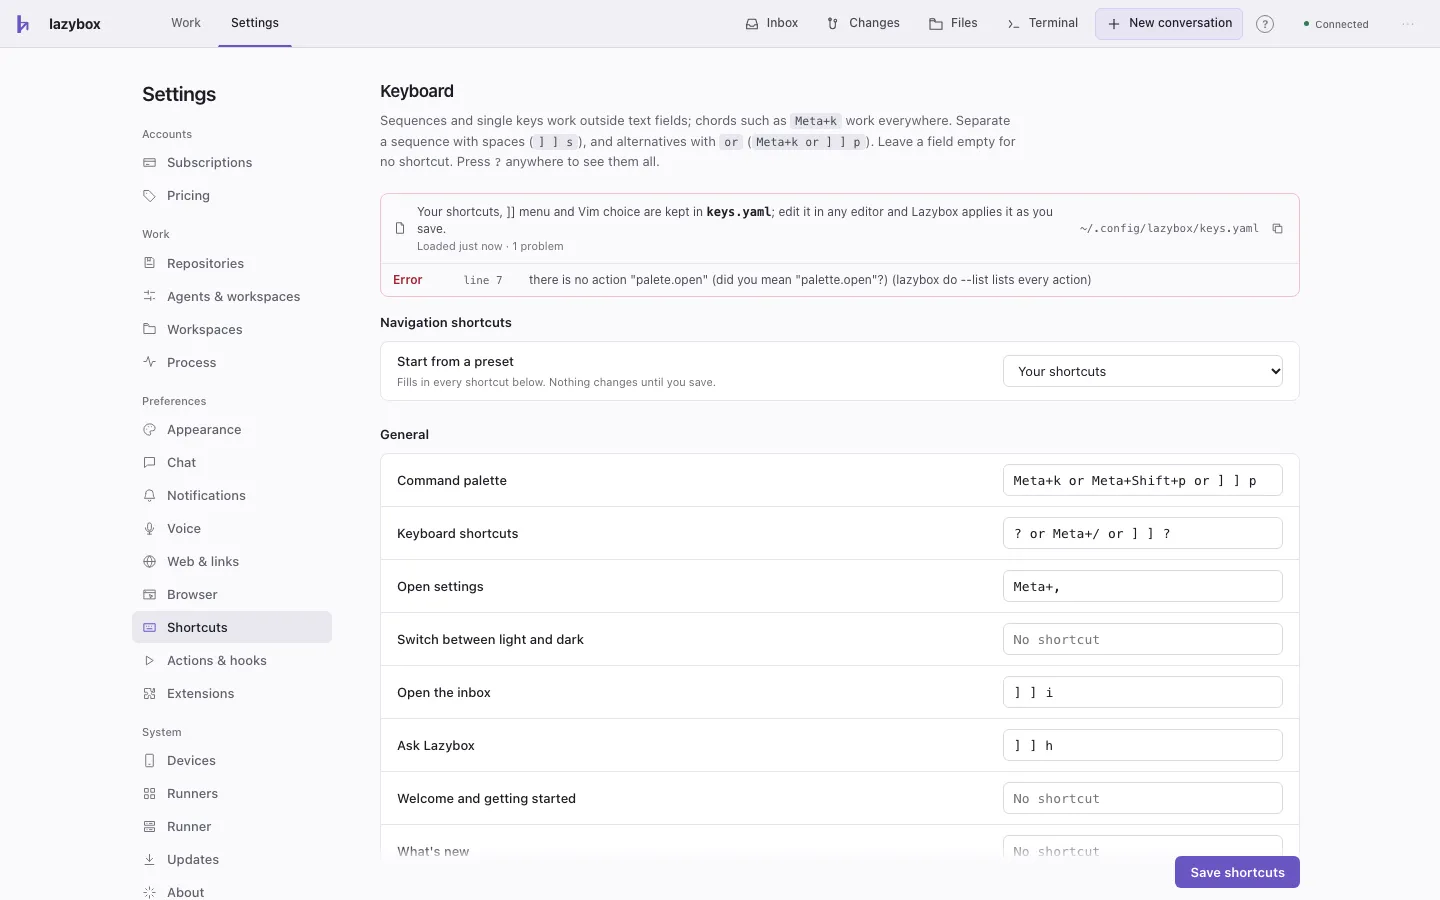 lazybox
Work
Settings
Inbox
Changes
Files
Terminal
New conversation
?
Connected
Settings
Accounts
Subscriptions
Pricing
Work
Repositories
Agents & workspaces
Workspaces
Process
Preferences
Appearance
Chat
Notifications
Voice
Web & links
Browser
Shortcuts
Actions & hooks
Extensions
System
Devices
Runners
Runner
Updates
About
Keyboard
Sequences and single keys work outside text fields; chords such as Meta+k work everywhere. Separate
a sequence with spaces (] ] s), and alternatives with or (Meta+k or ] ] p). Leave a field empty for
no shortcut. Press ? anywhere to see them all.
Your shortcuts, ]] menu and Vim choice are kept in keys.yaml; edit it in any editor and Lazybox applies it as you
save.
Loaded just now · 1 problem
~/.config/lazybox/keys.yaml
Error line 7 there is no action "palete.open" (did you mean "palette.open"?) (lazybox do --list lists every action)
Navigation shortcuts
Start from a preset
Fills in every shortcut below. Nothing changes until you save.
Your shortcuts
General
Command palette
Meta+k or Meta+Shift+p or ] ] p
Keyboard shortcuts
? or Meta+/ or ] ] ?
Open settings
Meta+,
Switch between light and dark
No shortcut
Open the inbox
] ] i
Ask Lazybox
] ] h
Welcome and getting started
No shortcut
What's new
No shortcut
Save shortcuts